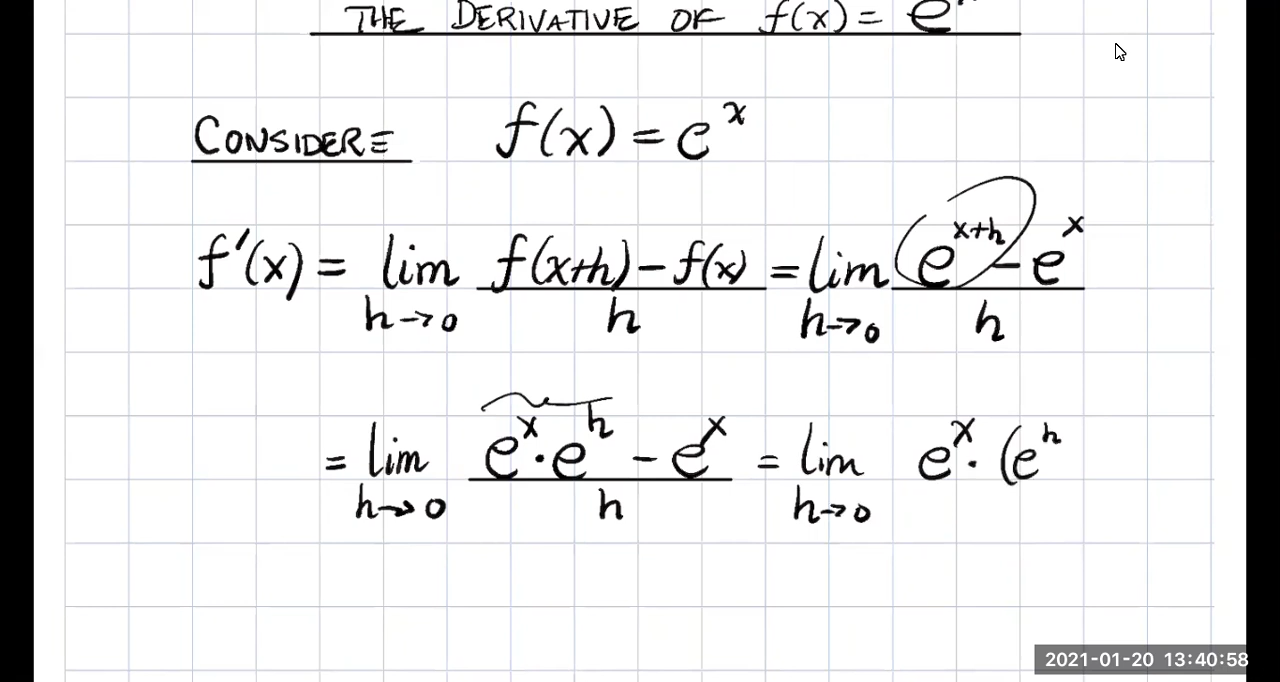 THE DERIVATIVE OF f(x) = e^x
CONSIDER: f(x) = e^x
f'(x) = lim_{h→0} (f(x+h) - f(x))/h = lim_{h→0} (e^{x+h} - e^x)/h
= lim_{h→0} (e^x · e^h - e^x)/h = lim_{h→0} e^x · (e^h
2021-01-20 13:40:58